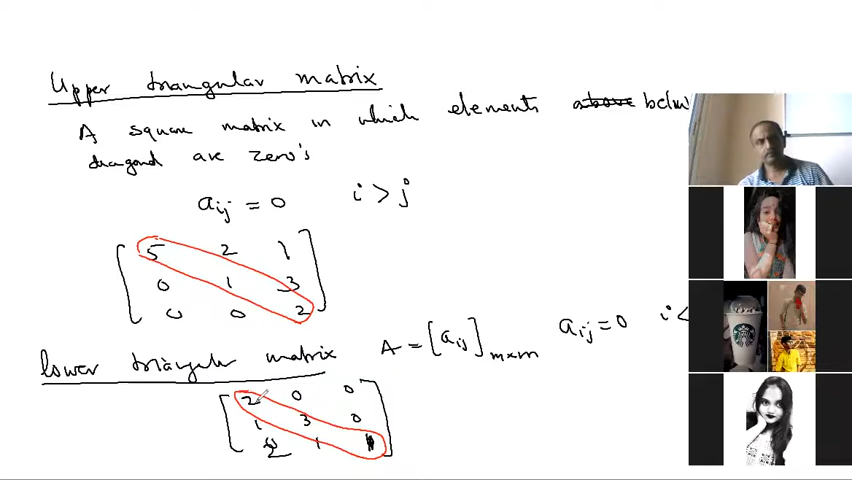 Upper triangular matrix
A square matrix in which elements above below
diagonal are zero's
aij = 0 i > j
5 2 1
0 1 3
0 0 2
lower triangular matrix A = [aij] m×m aij = 0 i <
2 0 0
1 3 0
1
STARBUCKS